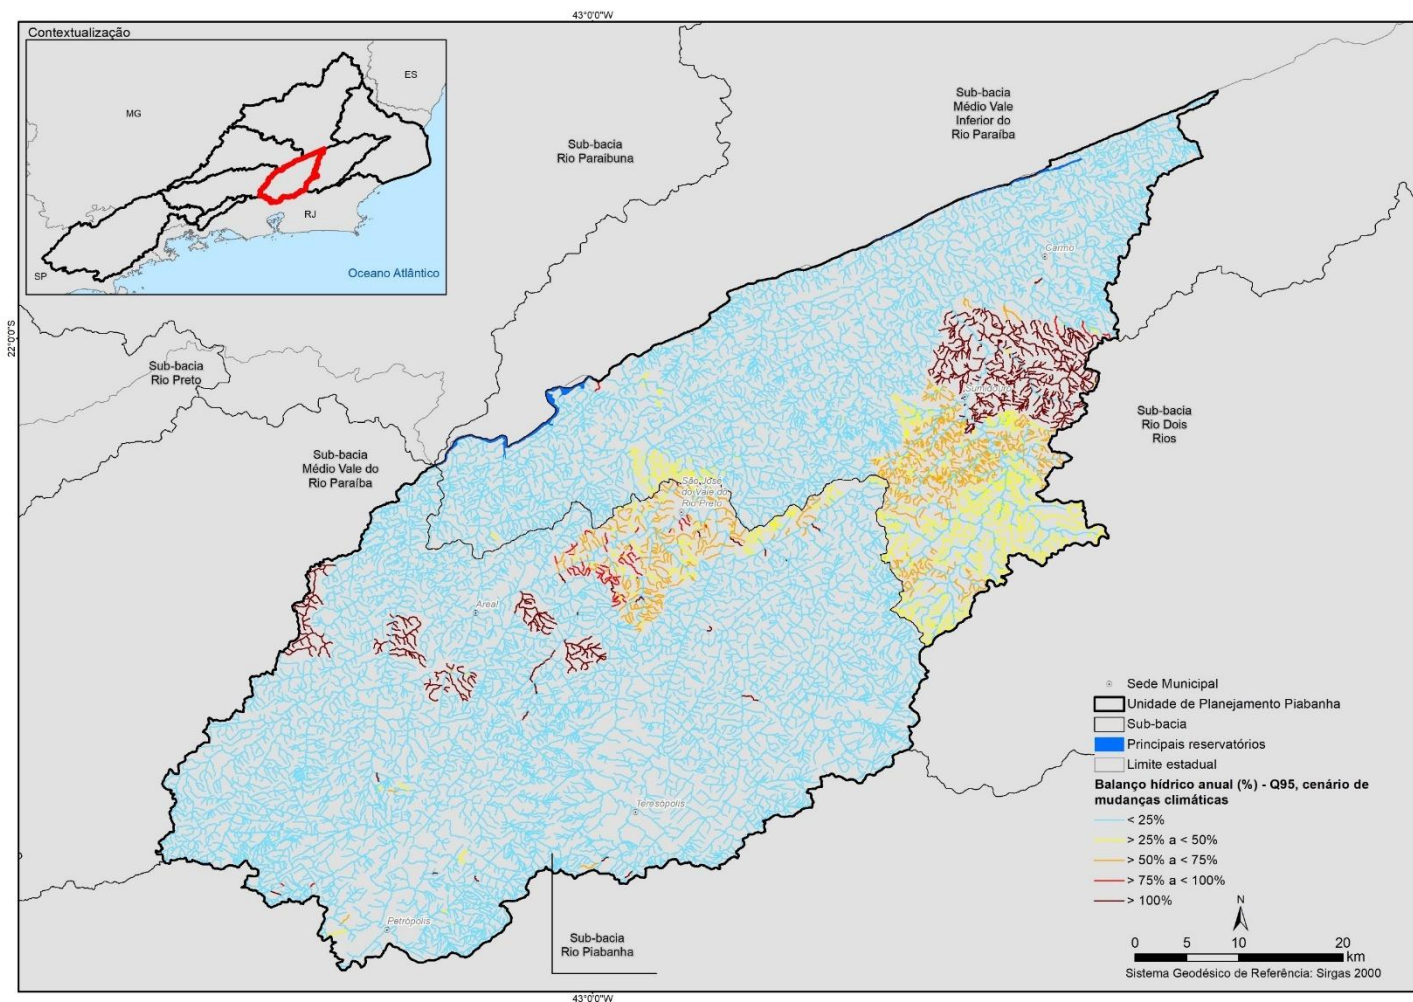 43°0'0"W
Contextualização
ES
MG
RJ
SP
Oceano Atlântico
Sub-bacia
Médio Vale
Inferior do
Rio Paraíba
Sub-bacia
Rio Paraibuna
Carmo
22°0'0"S
Sub-bacia
Rio Preto
Sumidouro
Sub-bacia
Rio Dois
Rios
Sub-bacia
Médio Vale do
Rio Paraíba
São José
do Vale do
Rio Preto
Areal
Teresópolis
Petrópolis
Sub-bacia
Rio Piabanha
Sede Municipal
Unidade de Planejamento Piabanha
Sub-bacia
Principais reservatórios
Limite estadual
Balanço hídrico anual (%) - Q95, cenário de
mudanças climáticas
< 25%
> 25% a < 50%
> 50% a < 75%
> 75% a < 100%
> 100%
N
0 5 10 20
km
Sistema Geodésico de Referência: Sirgas 2000
43°0'0"W